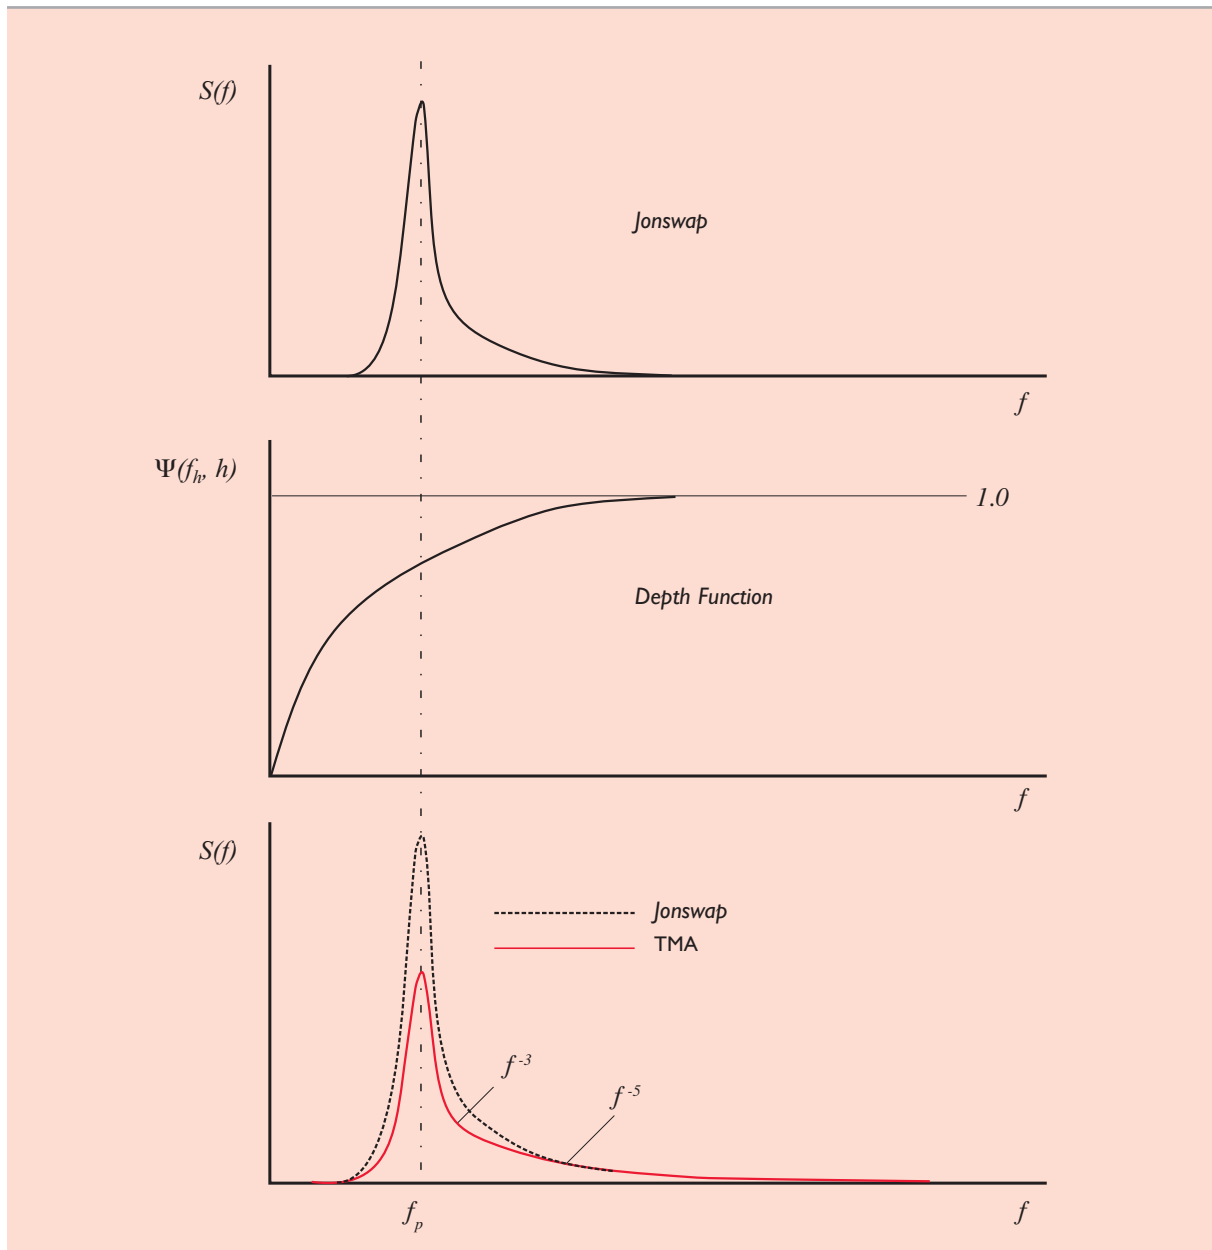 S(f)
Jonswap
f
Ψ(f_h, h)
1.0
Depth Function
f
S(f)
Jonswap
TMA
f⁻³
f⁻⁵
f_p
f